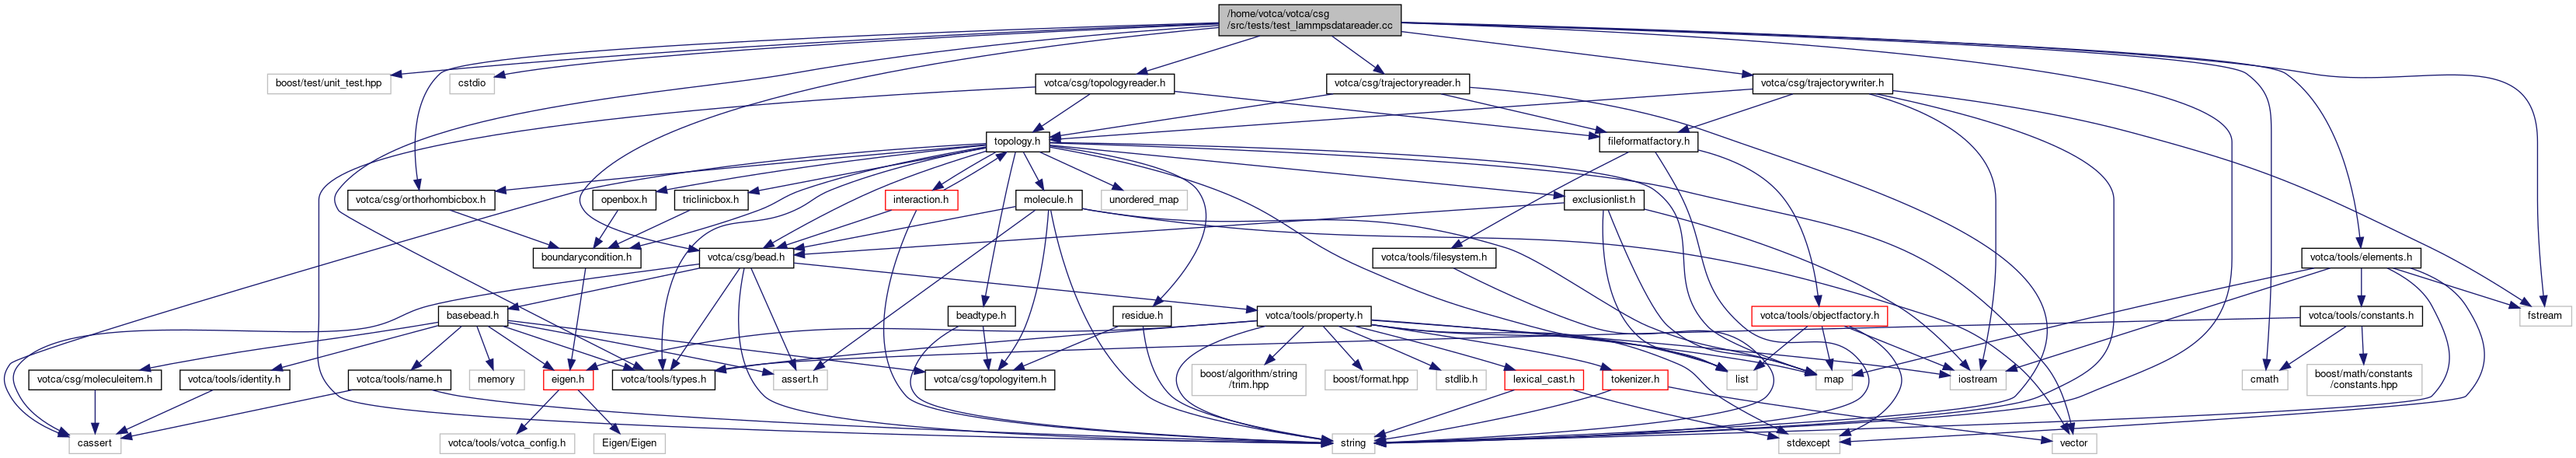 /home/votca/votca/csg
/src/tests/test_lammpsdatareader.cc
boost/test/unit_test.hpp
cstdio
votca/csg/topologyreader.h
votca/csg/trajectoryreader.h
votca/csg/trajectorywriter.h
topology.h
fileformatfactory.h
votca/csg/orthorhombicbox.h
openbox.h
triclinicbox.h
interaction.h
molecule.h
unordered_map
exclusionlist.h
boundarycondition.h
votca/csg/bead.h
votca/tools/filesystem.h
votca/tools/elements.h
basebead.h
beadtype.h
residue.h
votca/tools/property.h
votca/tools/objectfactory.h
votca/tools/constants.h
fstream
votca/csg/moleculeitem.h
votca/tools/identity.h
votca/tools/name.h
memory
eigen.h
votca/tools/types.h
assert.h
votca/csg/topologyitem.h
boost/algorithm/string
/trim.hpp
boost/format.hpp
stdlib.h
lexical_cast.h
tokenizer.h
list
map
iostream
cmath
boost/math/constants
/constants.hpp
cassert
votca/tools/votca_config.h
Eigen/Eigen
string
stdexcept
vector